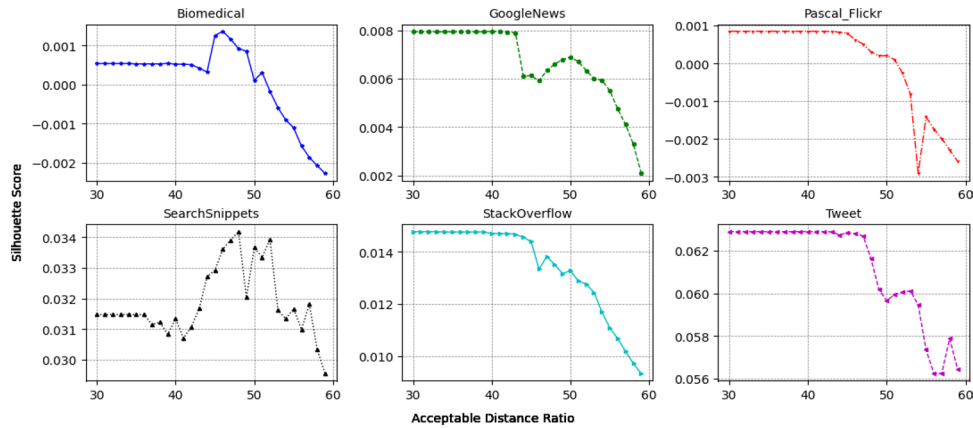 Biomedical
GoogleNews
Pascal_Flickr
0.001
0.000
−0.001
−0.002
0.008
0.006
0.004
0.002
0.001
0.000
−0.001
−0.002
−0.003
30 40 50 60
30 40 50 60
30 40 50 60
Silhouette Score
SearchSnippets
StackOverflow
Tweet
0.034
0.033
0.032
0.031
0.030
0.014
0.012
0.010
0.062
0.060
0.058
0.056
30 40 50 60
30 40 50 60
30 40 50 60
Acceptable Distance Ratio